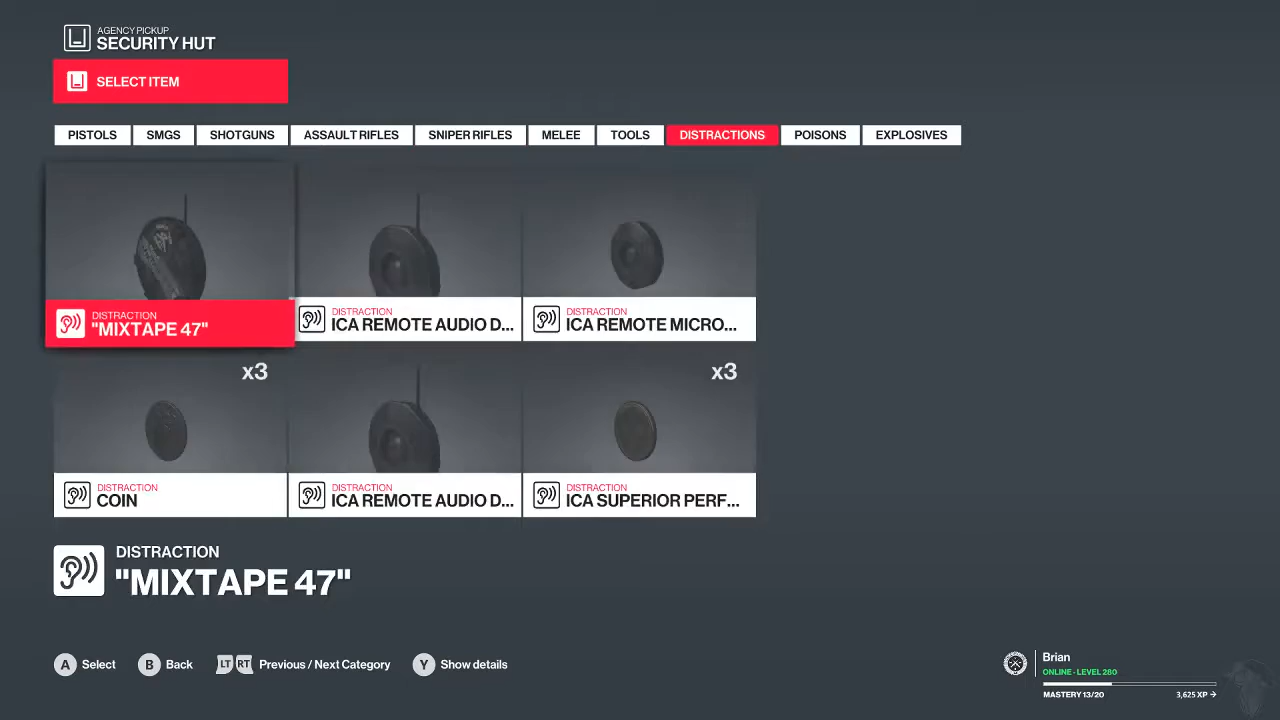 AGENCY PICKUP
SECURITY HUT
SELECT ITEM
PISTOLS SMGS SHOTGUNS ASSAULT RIFLES SNIPER RIFLES MELEE TOOLS DISTRACTIONS POISONS EXPLOSIVES
DISTRACTION
"MIXTAPE 47"
DISTRACTION
ICA REMOTE AUDIO D...
DISTRACTION
ICA REMOTE MICRO...
x3
DISTRACTION
COIN
DISTRACTION
ICA REMOTE AUDIO D...
x3
DISTRACTION
ICA SUPERIOR PERF...
DISTRACTION
"MIXTAPE 47"
A Select B Back LT RT Previous / Next Category Y Show details
Brian
ONLINE - LEVEL 280
MASTERY 13/20 3,625 XP